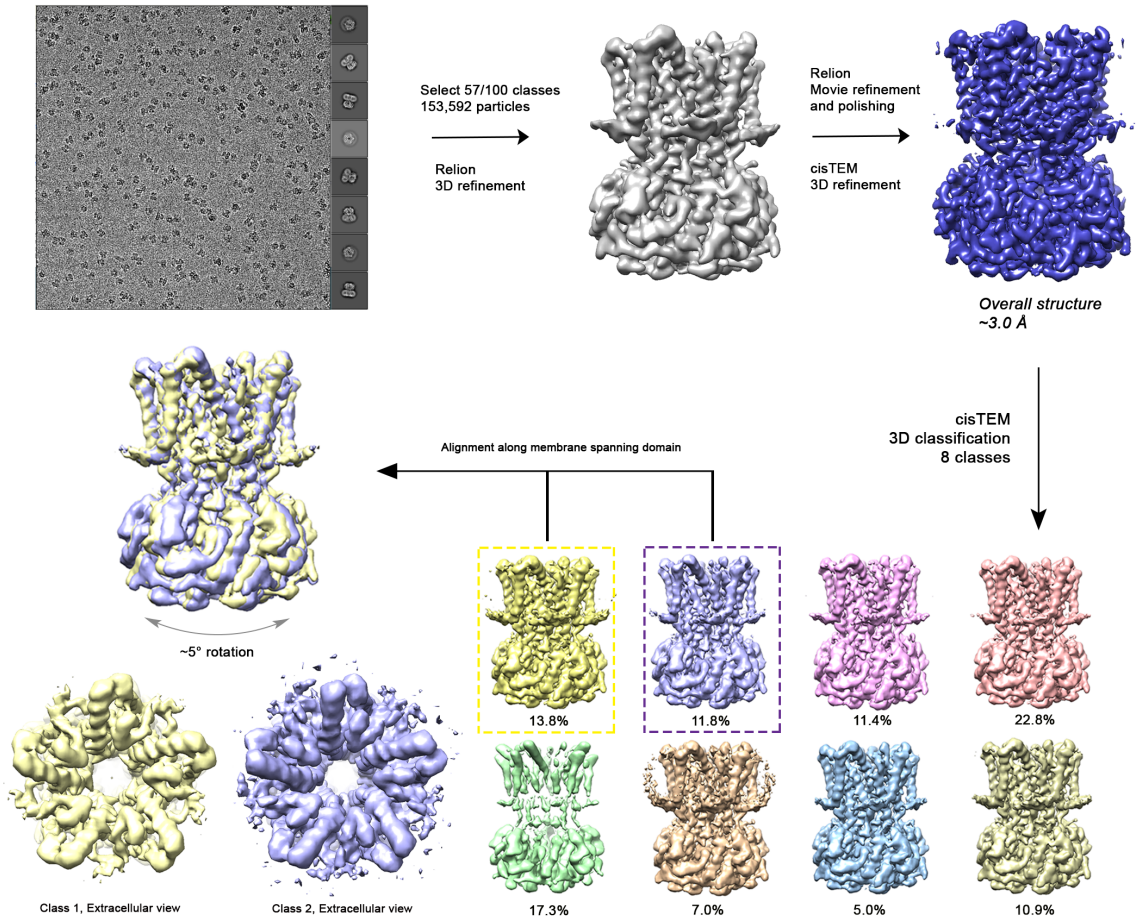 Select 57/100 classes
153,592 particles
Relion
3D refinement
Relion
Movie refinement
and polishing
cisTEM
3D refinement
Overall structure
~3.0 Å
cisTEM
3D classification
8 classes
Alignment along membrane spanning domain
~5° rotation
13.8%
11.8%
11.4%
22.8%
17.3%
7.0%
5.0%
10.9%
Class 1, Extracellular view
Class 2, Extracellular view